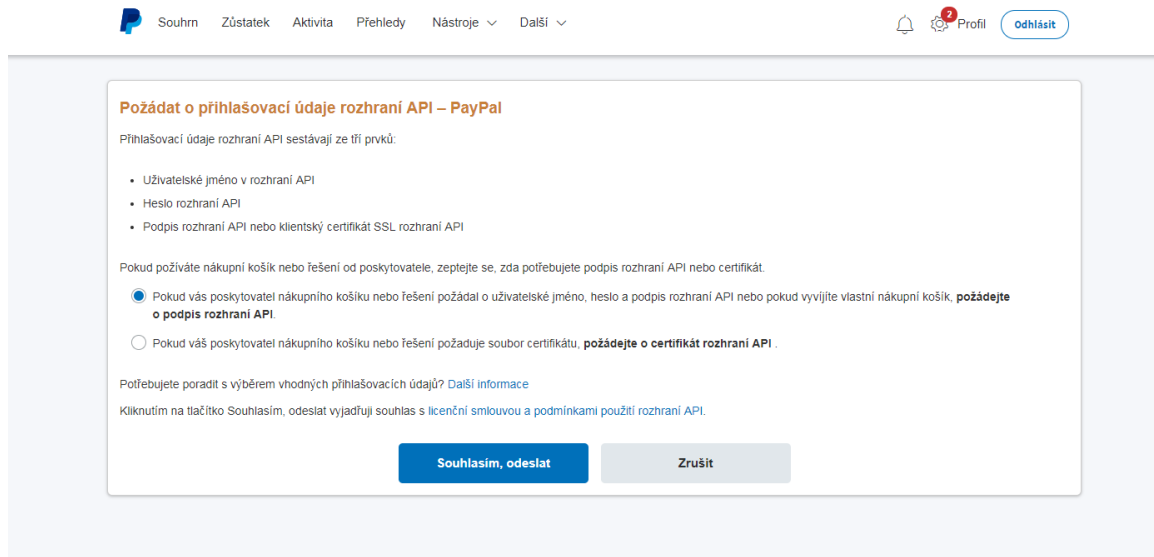 Souhrn Zůstatek Aktivita Přehledy Nástroje Další 2 Profil Odhlásit
Požádat o přihlašovací údaje rozhraní API – PayPal
Přihlašovací údaje rozhraní API sestávají ze tří prvků:
• Uživatelské jméno v rozhraní API
• Heslo rozhraní API
• Podpis rozhraní API nebo klientský certifikát SSL rozhraní API
Pokud požíváte nákupní košík nebo řešení od poskytovatele, zeptejte se, zda potřebujete podpis rozhraní API nebo certifikát.
Pokud vás poskytovatel nákupního košíku nebo řešení požádal o uživatelské jméno, heslo a podpis rozhraní API nebo pokud vyvíjíte vlastní nákupní košík, požádejte
o podpis rozhraní API.
Pokud váš poskytovatel nákupního košíku nebo řešení požaduje soubor certifikátu, požádejte o certifikát rozhraní API .
Potřebujete poradit s výběrem vhodných přihlašovacích údajů? Další informace
Kliknutím na tlačítko Souhlasím, odeslat vyjadřuji souhlas s licenční smlouvou a podmínkami použití rozhraní API.
Souhlasím, odeslat Zrušit